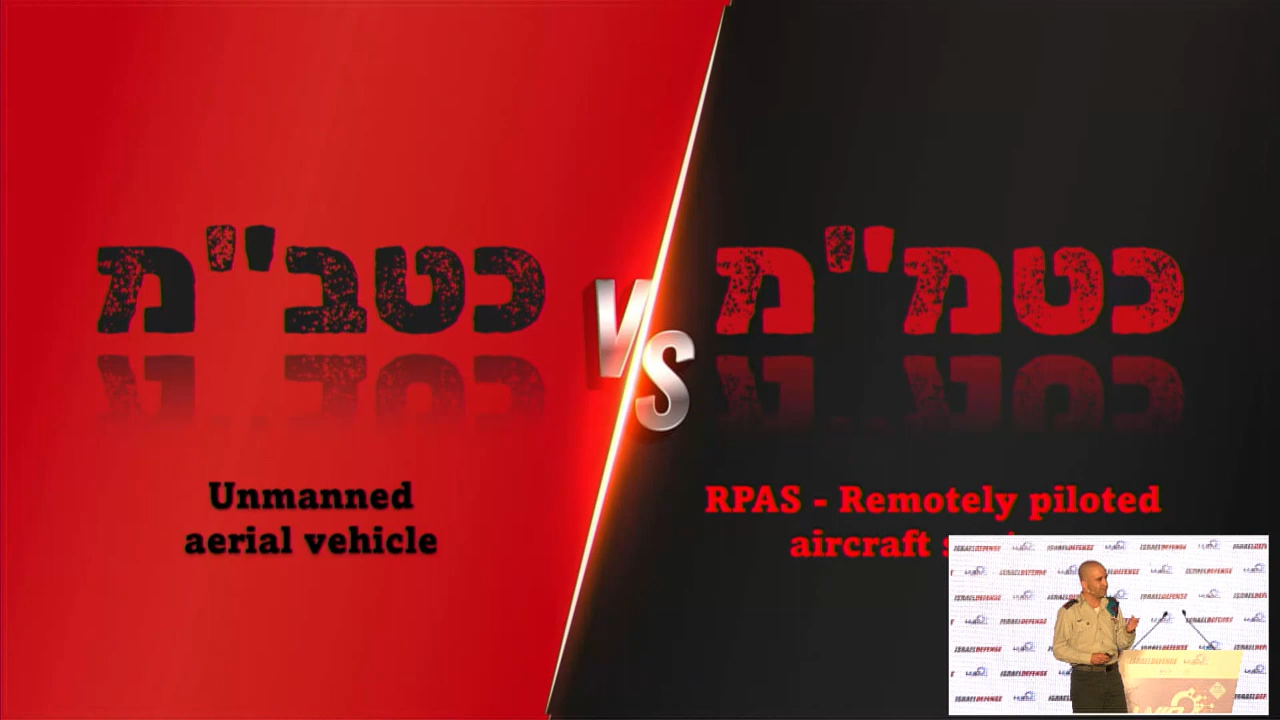 כטב"מ
VS
כטמ"מ
Unmanned
aerial vehicle
RPAS - Remotely piloted
aircraft
ISRAELDEFENSE